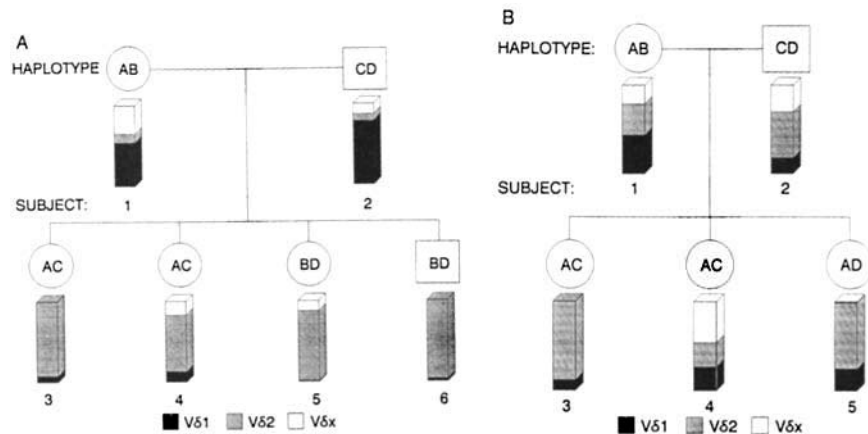 A
HAPLOTYPE AB CD
SUBJECT: 1 2
AC AC BD BD
3 4 5 6
Vδ1 Vδ2 Vδx
B
HAPLOTYPE: AB CD
SUBJECT: 1 2
AC AC AD
3 4 5
Vδ1 Vδ2 Vδx